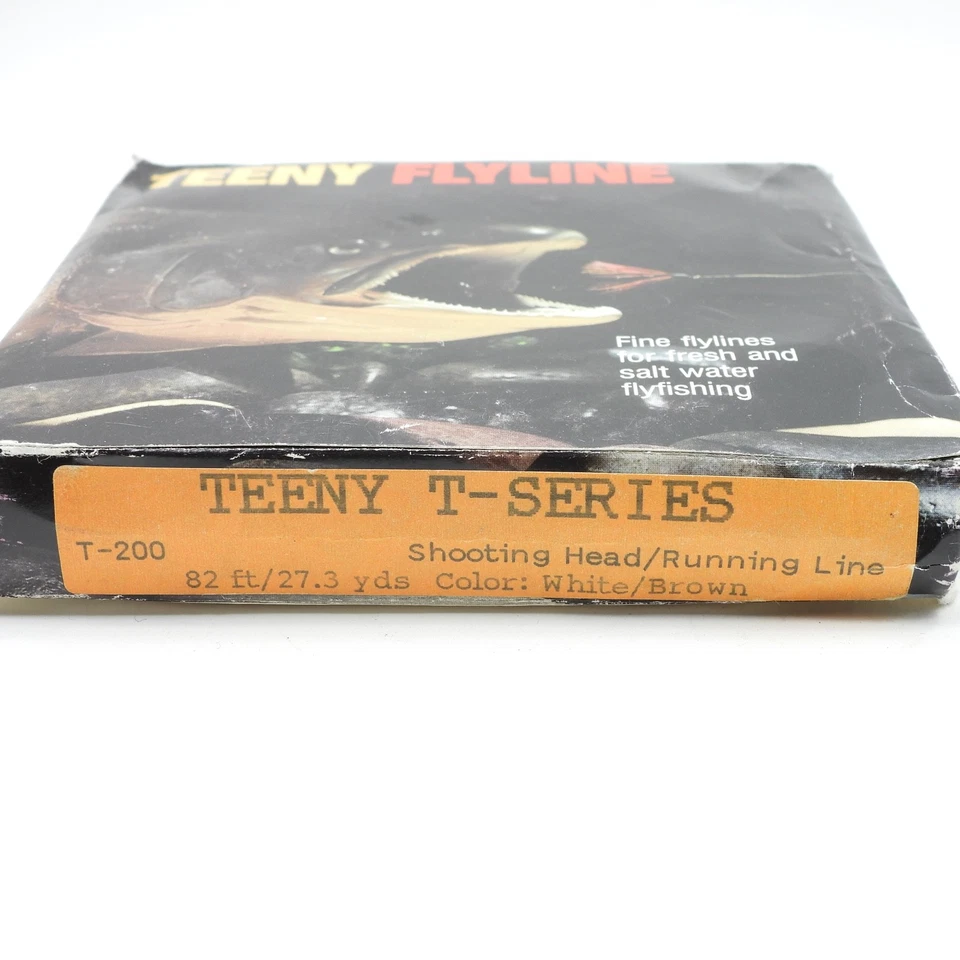 TEENY FLYLINE
Fine flylines
for fresh and
salt water
flyfishing
TEENY T-SERIES
T-200 Shooting Head/Running Line
82 ft/27.3 yds Color: White/Brown